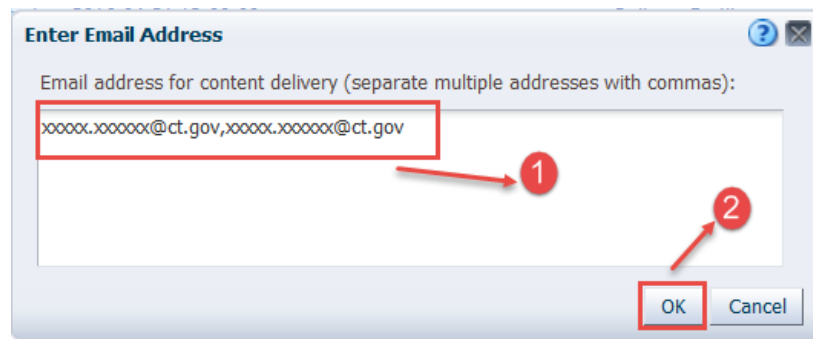 Enter Email Address
Email address for content delivery (separate multiple addresses with commas):
xxxxx.xxxxxx@ct.gov,xxxxx.xxxxxx@ct.gov
1
2
OK Cancel